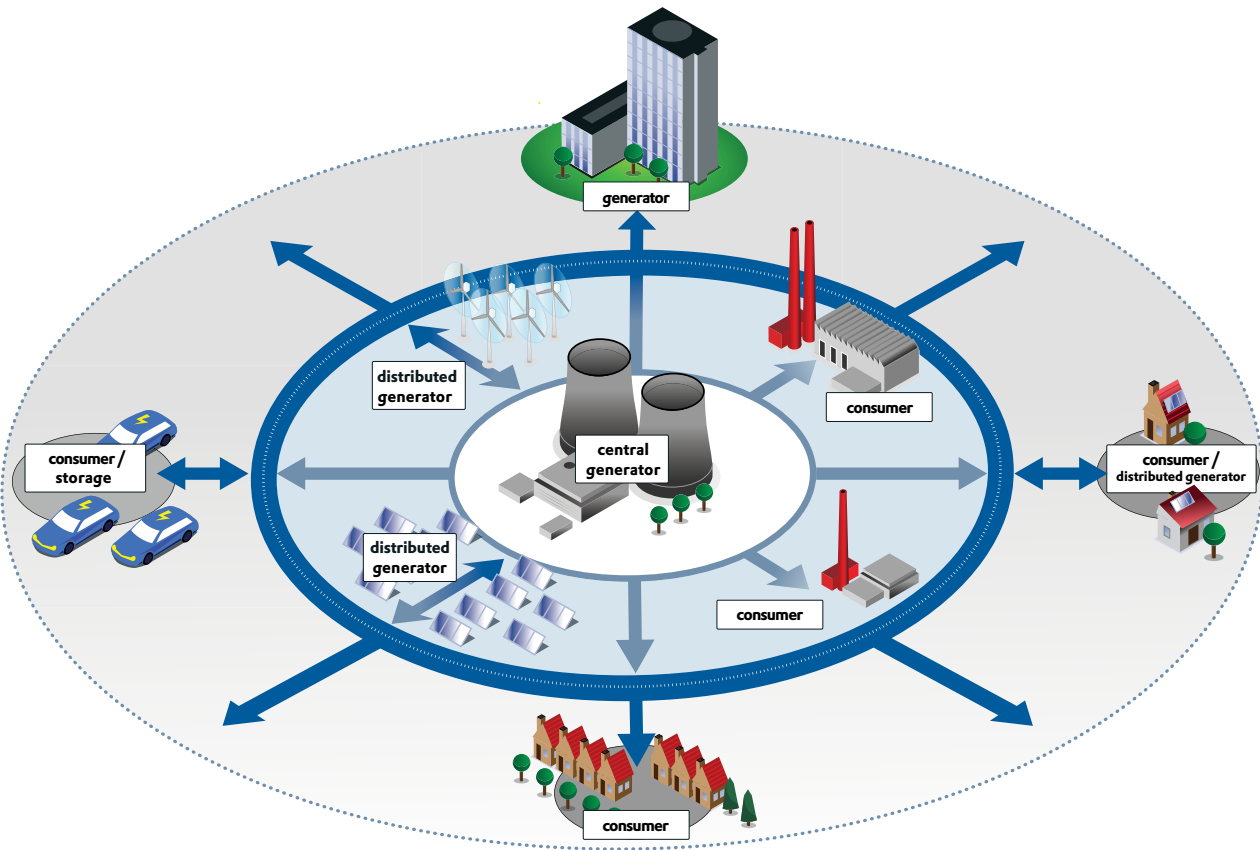 generator
distributed
generator
consumer
central
generator
consumer /
storage
consumer /
distributed generator
distributed
generator
consumer
consumer